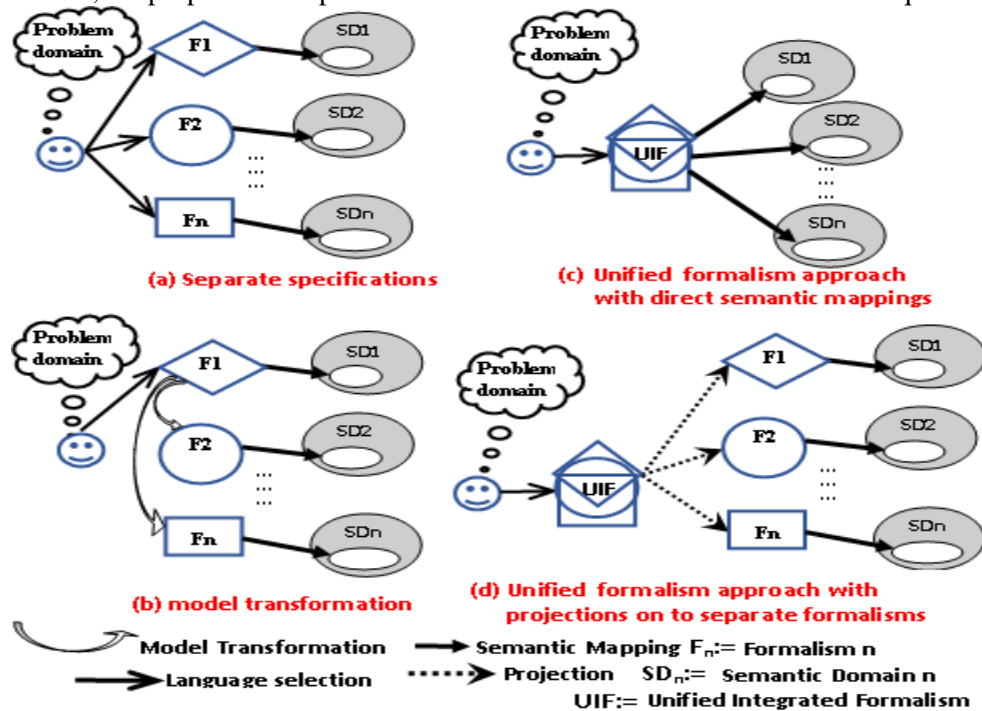 Problem
domain
F1
SD1
F2
SD2
...
...
Fn
SDn
(a) Separate specifications
Problem
domain
UIF
SD1
SD2
...
...
SDn
(c) Unified formalism approach
with direct semantic mappings
Problem
domain
F1
SD1
F2
SD2
...
...
Fn
SDn
(b) model transformation
Problem
domain
UIF
F1
SD1
F2
SD2
...
...
Fn
SDn
(d) Unified formalism approach with
projections on to separate formalisms
Model Transformation
Semantic Mapping Fn:= Formalism n
Language selection
Projection SDn:= Semantic Domain n
UIF:= Unified Integrated Formalism